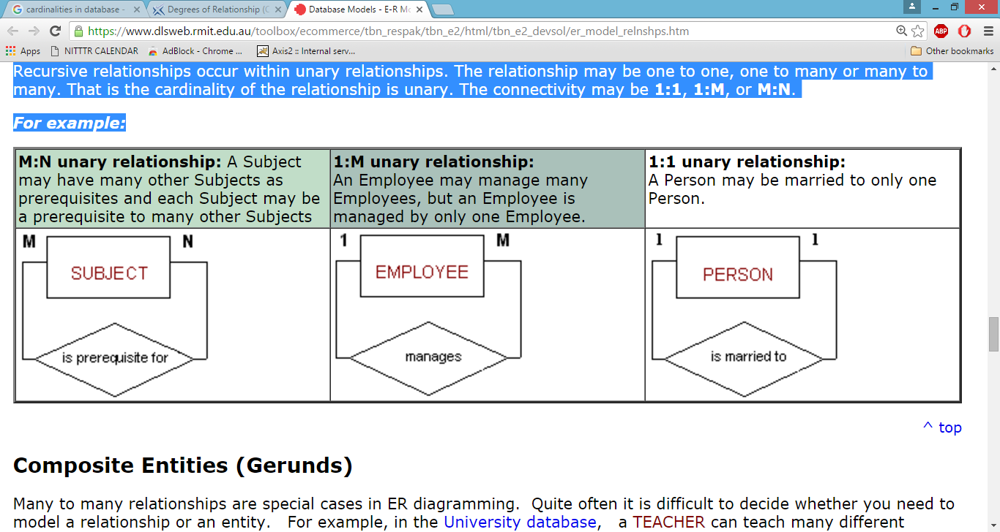 cardinalities in database -
Degrees of Relationship (C
Database Models - E-R Mo
https://www.dlsweb.rmit.edu.au/toolbox/ecommerce/tbn_respak/tbn_e2/html/tbn_e2_devsol/er_model_relnshps.htm
ABP
Apps
NITTTR CALENDAR
AdBlock - Chrome ...
Axis2 :: Internal serv...
Other bookmarks
Recursive relationships occur within unary relationships. The relationship may be one to one, one to many or many to
many. That is the cardinality of the relationship is unary. The connectivity may be 1:1, 1:M, or M:N.
For example:
M:N unary relationship: A Subject
may have many other Subjects as
prerequisites and each Subject may be
a prerequisite to many other Subjects
1:M unary relationship:
An Employee may manage many
Employees, but an Employee is
managed by only one Employee.
1:1 unary relationship:
A Person may be married to only one
Person.
M N
SUBJECT
is prerequisite for
1 M
EMPLOYEE
manages
1 1
PERSON
is married to
^ top
Composite Entities (Gerunds)
Many to many relationships are special cases in ER diagramming. Quite often it is difficult to decide whether you need to
model a relationship or an entity. For example, in the University database, a TEACHER can teach many different